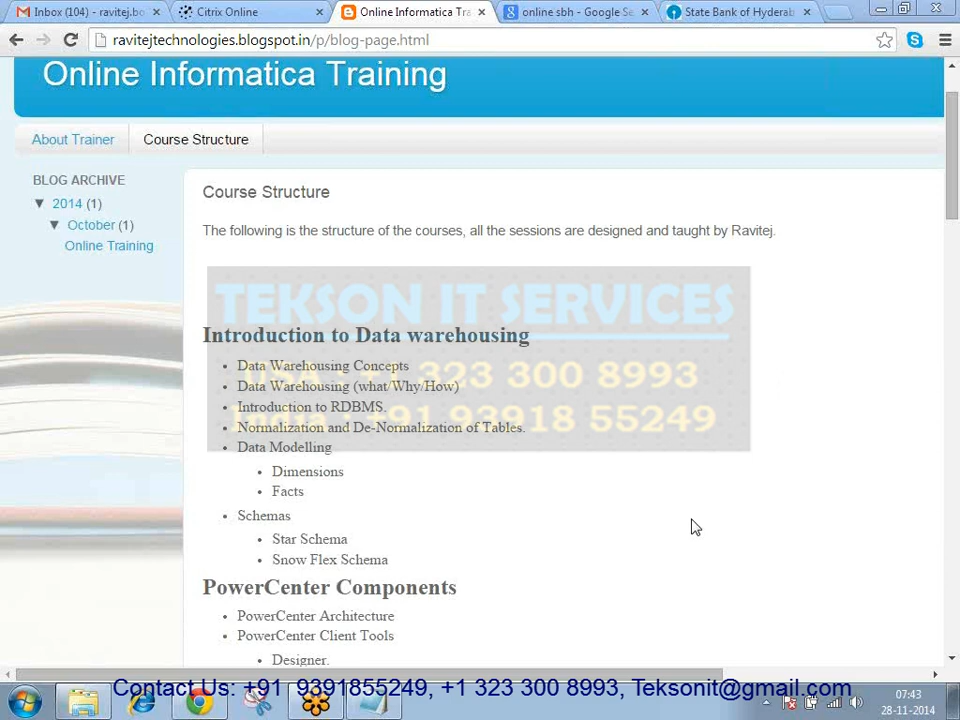 Inbox (104) - ravitej.bo
Citrix Online
Online Informatica Tra
online sbh - Google Se
State Bank of Hyderab
ravitejtechnologies.blogspot.in/p/blog-page.html
Online Informatica Training
About Trainer
Course Structure
BLOG ARCHIVE
▼ 2014 (1)
▼ October (1)
Online Training
Course Structure
The following is the structure of the courses, all the sessions are designed and taught by Ravitej.
TEKSON IT SERVICES
Introduction to Data warehousing
• Data Warehousing Concepts
USA : +1 323 300 8993
• Data Warehousing (what/Why/How)
• Introduction to RDBMS.
India : +91 93918 55249
• Normalization and De-Normalization of Tables.
• Data Modelling
• Dimensions
• Facts
• Schemas
• Star Schema
• Snow Flex Schema
PowerCenter Components
• PowerCenter Architecture
• PowerCenter Client Tools
• Designer.
Contact Us: +91 9391855249, +1 323 300 8993, Teksonit@gmail.com
07:43
28-11-2014